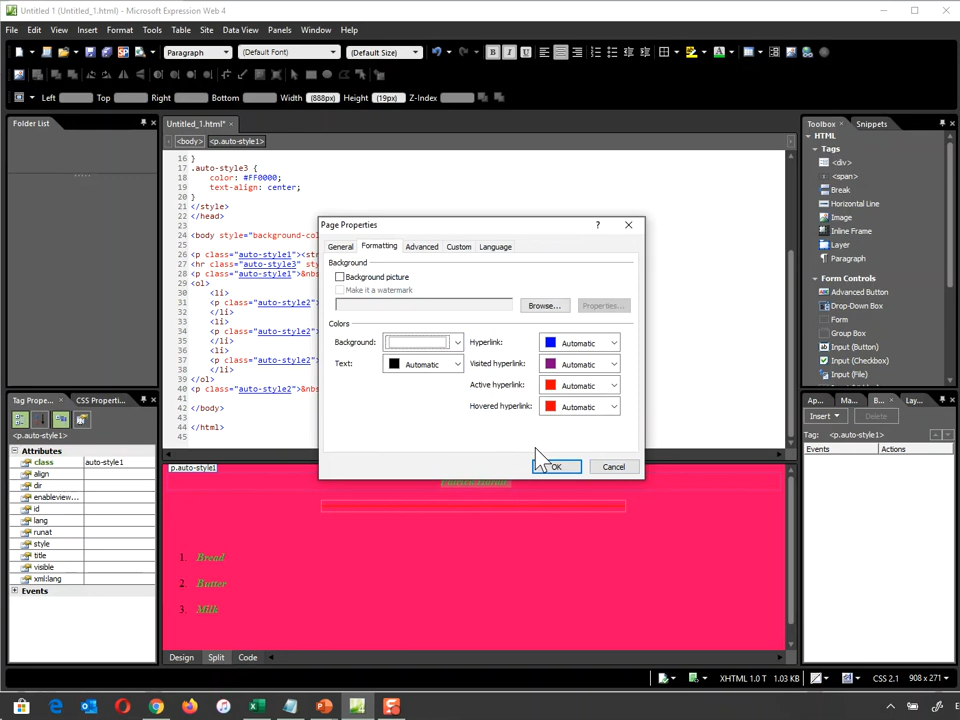 Untitled 1 (Untitled_1.html) - Microsoft Expression Web 4
File Edit View Insert Format Tools Table Site Data View Panels Window Help
Paragraph (Default Font) (Default Size) B I U
Left Top Right Bottom Width (888px) Height (19px) Z-Index
Folder List
Untitled_1.html*
<body> <p.auto-style1>
16 }
17 .auto-style3 {
18 color: #FF0000;
19 text-align: center;
20 }
21 </style>
22 </head>
23
24 <body style="background-col
25
26 <p class="auto-style1"><str
27 <hr class="auto-style3" sty
28 <p class="auto-style1">&nbs
29 <ol>
30 <li>
31 <p class="auto-style2"
32 </li>
33 <li>
34 <p class="auto-style2"
35 </li>
36 <li>
37 <p class="auto-style2"
38 </li>
39 </ol>
40 <p class="auto-style2">&nbs
41
42 </body>
43
44 </html>
45
Page Properties ?
General Formatting Advanced Custom Language
Background
Background picture
Make it a watermark
Browse... Properties...
Colors
Background: Hyperlink: Automatic
Text: Automatic Visited hyperlink: Automatic
Active hyperlink: Automatic
Hovered hyperlink: Automatic
OK Cancel
Toolbox Snippets
HTML
Tags
<div>
<span>
Break
Horizontal Line
Image
Inline Frame
Layer
Paragraph
Form Controls
Advanced Button
Drop-Down Box
Form
Group Box
Input (Button)
Input (Checkbox)
Input (File)
Tag Prope... CSS Properti...
<p.auto-style1>
Attributes
class auto-style1
align
dir
enableview...
id
lang
runat
style
title
visible
xml:lang
Events
p.auto-style1
1. Bread
2. Butter
3. Milk
Design Split Code
Ap... Ma... B... Lay...
Insert Delete
Tag: <p.auto-style1>
Events Actions
XHTML 1.0 T 1.03 KB CSS 2.1 908 x 271